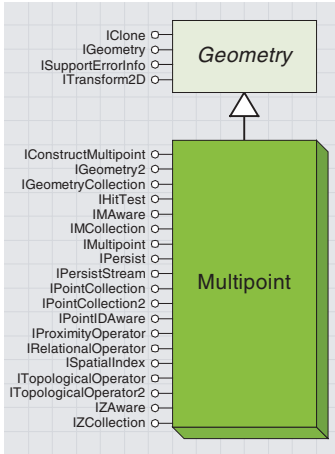 IClone
IGeometry
ISupportErrorInfo
ITransform2D
Geometry
IConstructMultipoint
IGeometry2
IGeometryCollection
IHitTest
IMAware
IMCollection
IMultipoint
IPersist
IPersistStream
IPointCollection
IPointCollection2
IPointIDAware
IProximityOperator
IRelationalOperator
ISpatialIndex
ITopologicalOperator
ITopologicalOperator2
IZAware
IZCollection
Multipoint